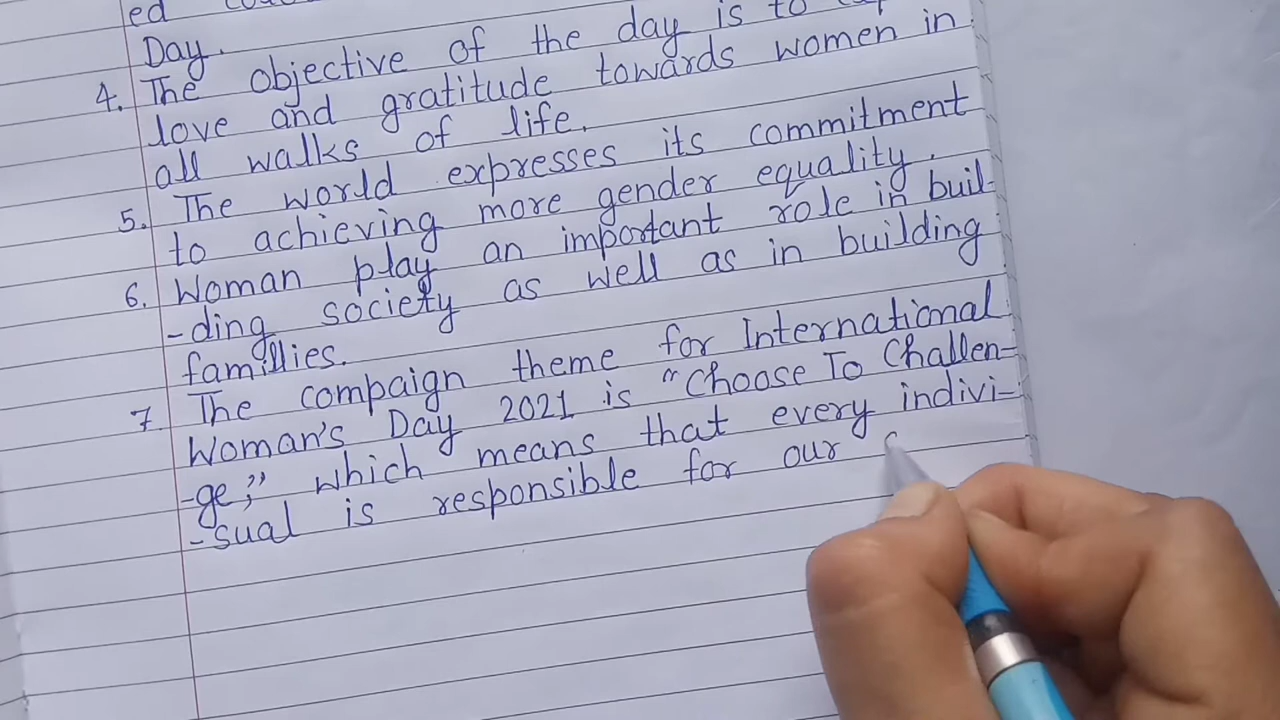 ed
Day.
4. The objective of the day is to
love and gratitude towards women in
all walks of life.
5. The world expresses its commitment
to achieving more gender equality.
6. Woman play an important role in buil-
-ding society as well as in building
families.
7. The compaign theme for International
Woman's Day 2021 is "Choose To Challen-
-ge," which means that every indivi-
-sual is responsible for our